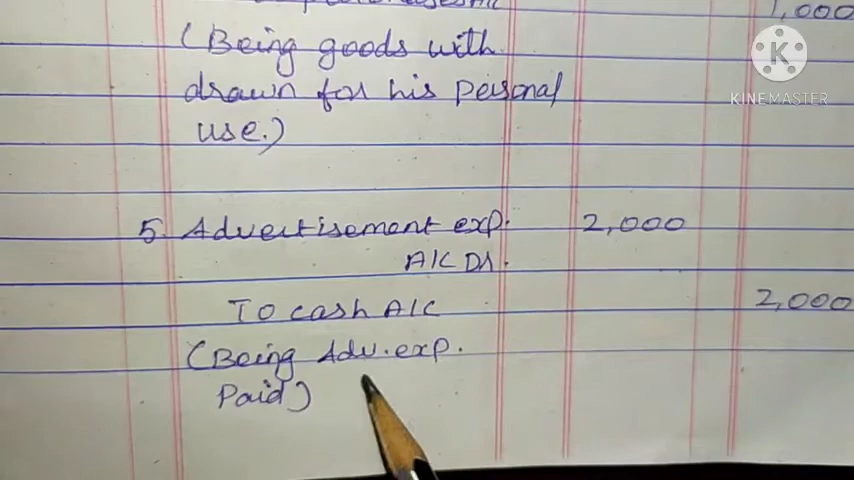 1,000
(Being goods with
drawn for his personal
use.)
5. Advertisement exp. 2,000
A/C Dr.
To cash A/C 2,000
(Being Adv. exp.
Paid)
KINEMASTER